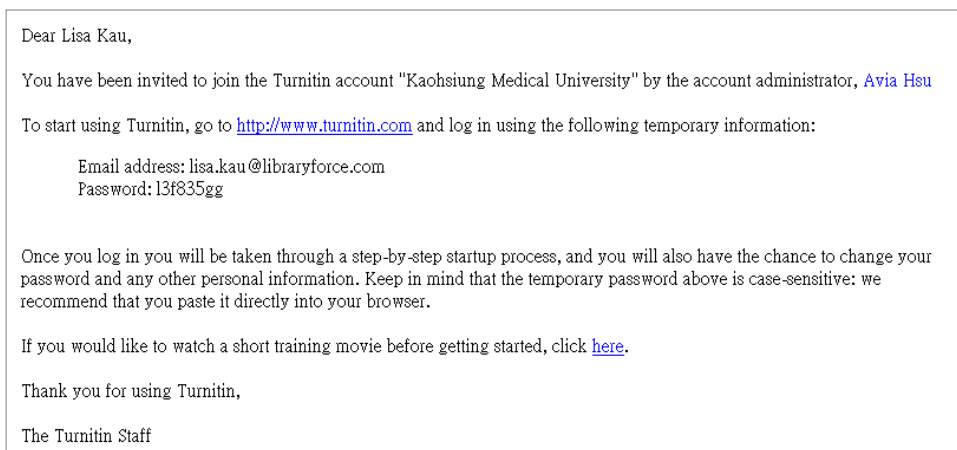 Dear Lisa Kau,
You have been invited to join the Turnitin account "Kaohsiung Medical University" by the account administrator, Avia Hsu
To start using Turnitin, go to http://www.turnitin.com and log in using the following temporary information:
Email address: lisa.kau@libraryforce.com
Password: l3f835gg
Once you log in you will be taken through a step-by-step startup process, and you will also have the chance to change your
password and any other personal information. Keep in mind that the temporary password above is case-sensitive: we
recommend that you paste it directly into your browser.
If you would like to watch a short training movie before getting started, click here.
Thank you for using Turnitin,
The Turnitin Staff